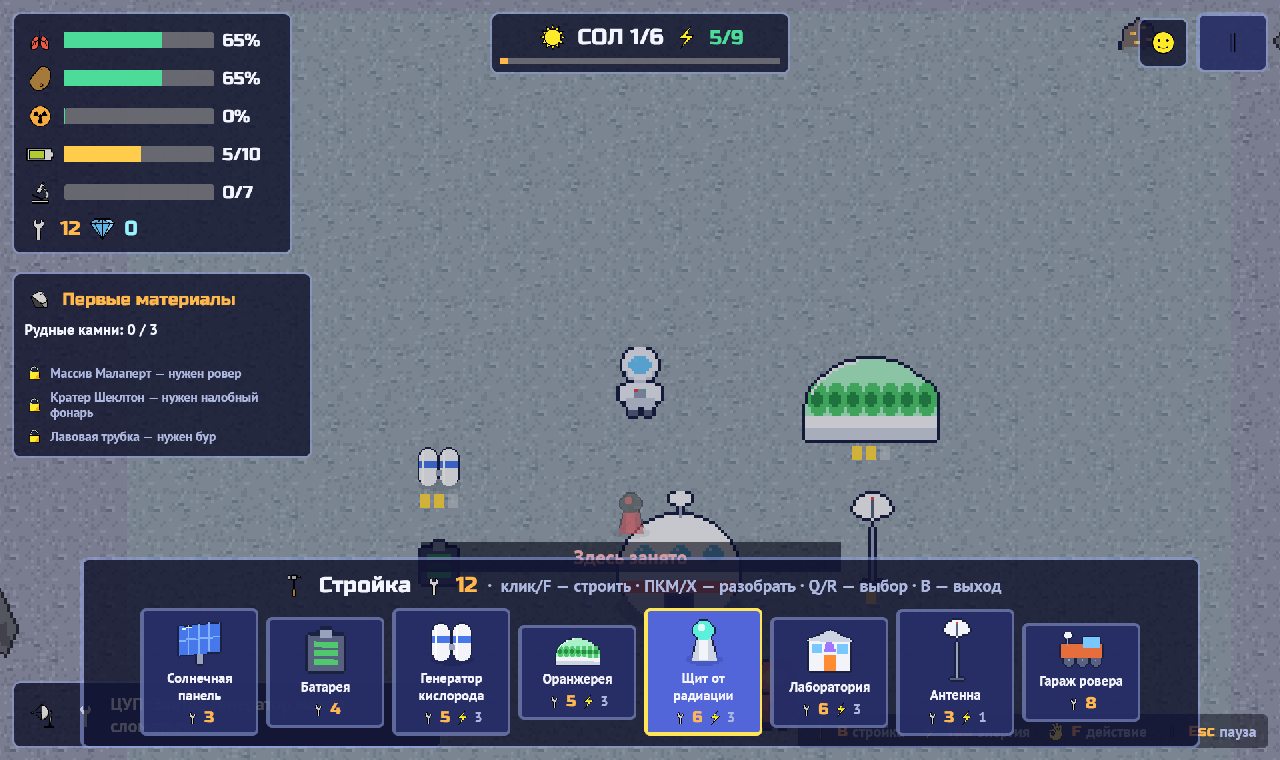 65%
65%
0%
5/10
0/7
12 0
СОЛ 1/6 5/9
Первые материалы
Рудные камни: 0 / 3
Массив Малаперт — нужен ровер
Кратер Шеклтон — нужен налобный
фонарь
Лавовая трубка — нужен бур
Здесь занято
Стройка 12 · клик/F — строить · ПКМ/X — разобрать · Q/R — выбор · B — выход
Солнечная
панель
3
Батарея
4
Генератор
кислорода
5 3
Оранжерея
5 3
Щит от
радиации
6 3
Лаборатория
6 3
Антенна
3 1
Гараж ровера
8
ЦУП
слом
B стройка
F действие
ESC пауза